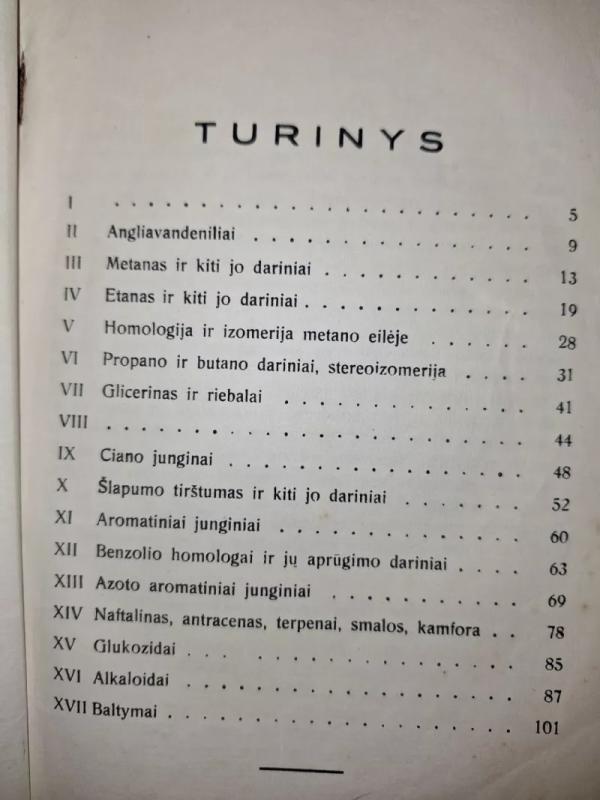 TURINYS
I . . . . . . . . . . . . . . . . . . . . . . . . 5
II Angliavandeniliai . . . . . . . . . . . . . . . 9
III Metanas ir kiti jo dariniai . . . . . . . . . . . 13
IV Etanas ir kiti jo dariniai . . . . . . . . . . . . 19
V Homologija ir izomerija metano eilėje . . . . . . 28
VI Propano ir butano dariniai, stereoizomerija . . . . 31
VII Glicerinas ir riebalai . . . . . . . . . . . . . 41
VIII . . . . . . . . . . . . . . . . . . . . . . . 44
IX Ciano junginai . . . . . . . . . . . . . . . . 48
X Šlapumo tirštumas ir kiti jo dariniai . . . . . . . 52
XI Aromatiniai junginiai . . . . . . . . . . . . . 60
XII Benzolio homologai ir jų aprūgimo dariniai . . . . 63
XIII Azoto aromatiniai junginiai . . . . . . . . . . . 69
XIV Naftalinas, antracenas, terpenai, smalos, kamfora . . 78
XV Glukozidai . . . . . . . . . . . . . . . . 85
XVI Alkaloidai . . . . . . . . . . . . . . . . . . 87
XVII Baltymai . . . . . . . . . . . . . . . . . . 101